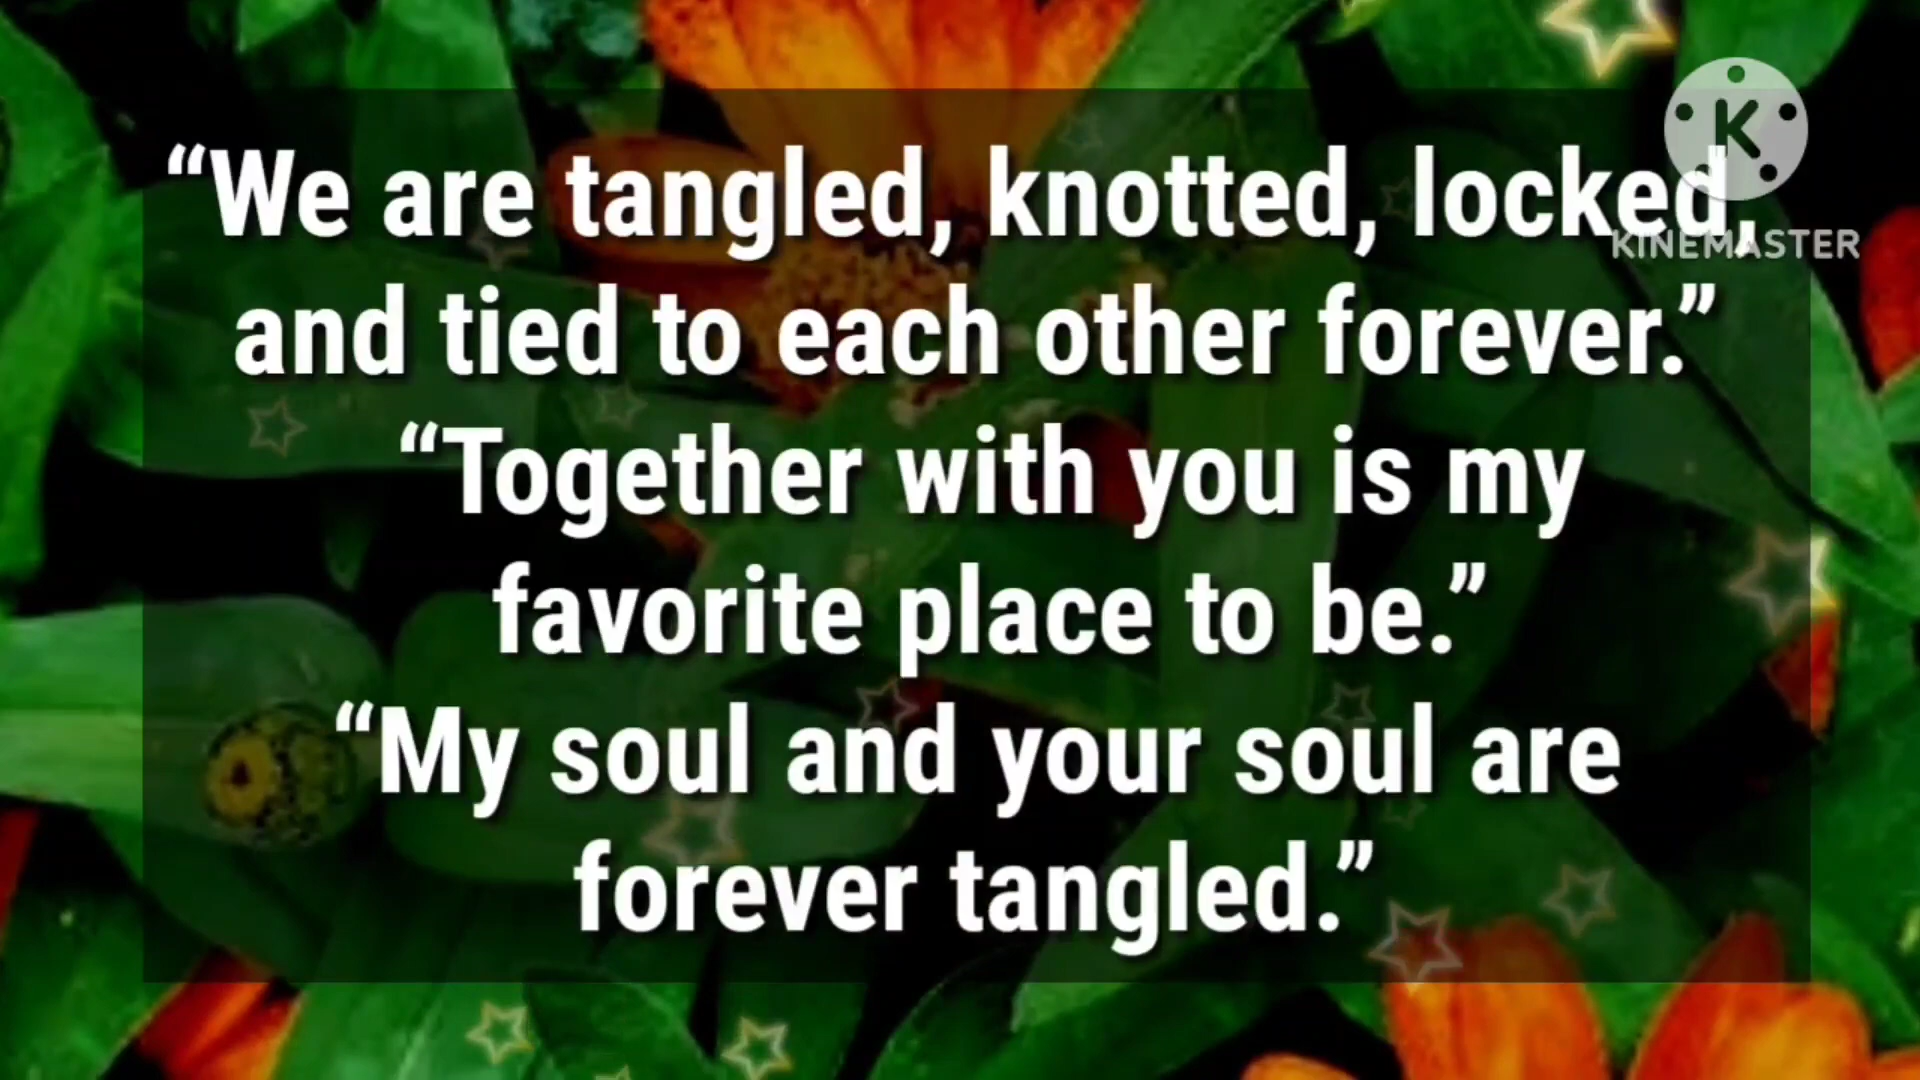 “We are tangled, knotted, locked,
and tied to each other forever.”
“Together with you is my
favorite place to be.”
“My soul and your soul are
forever tangled.”
K
KINEMASTER